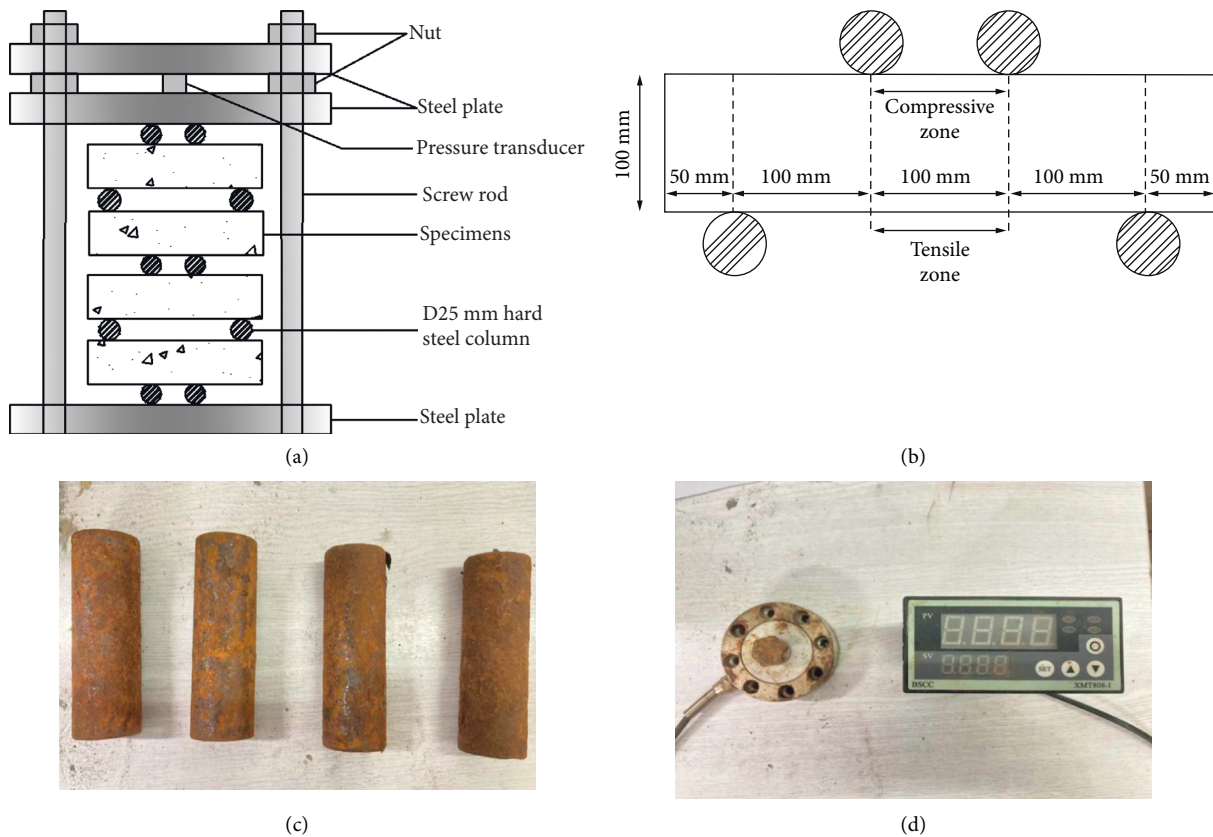 Nut
Steel plate
Pressure transducer
Screw rod
Specimens
D25 mm hard
steel column
Steel plate
(a)
Compressive
zone
100 mm
50 mm
100 mm
100 mm
100 mm
50 mm
Tensile
zone
(b)
(c)
PV
SV
SET
BSCC
XMT808-I
(d)